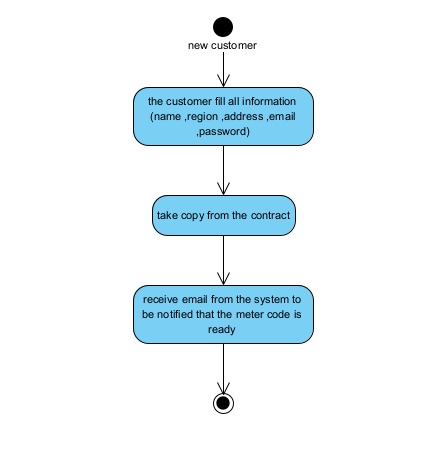 new customer
the customer fill all information
(name ,region ,address ,email
,password)
take copy from the contract
receive email from the system to
be notified that the meter code is
ready